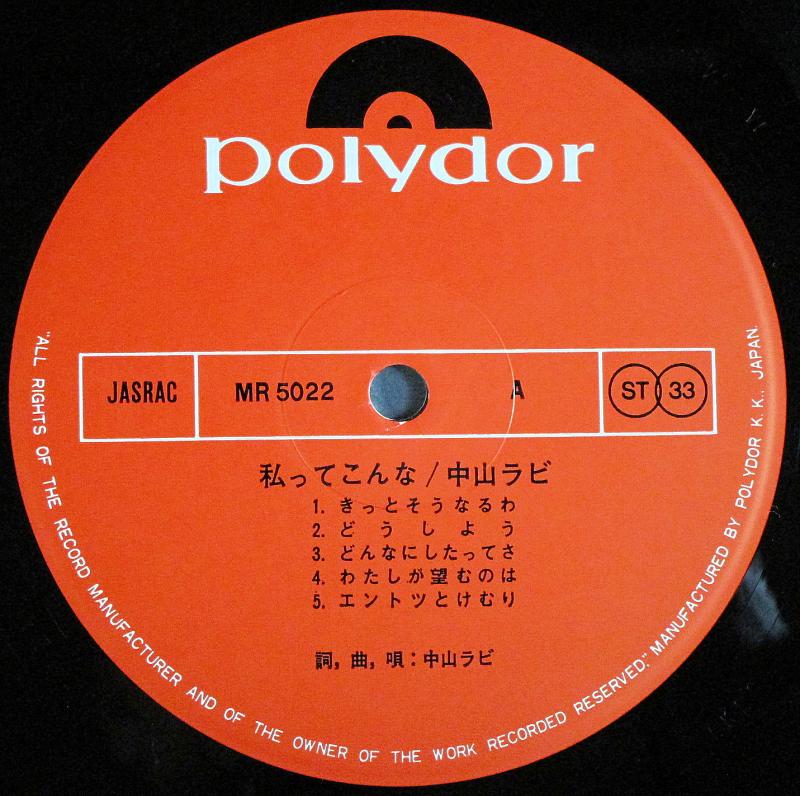 polydor
JASRAC MR 5022 A ST 33
私ってこんな / 中山ラビ
1. きっとそうなるわ
2. どうしよう
3. どんなにしたってさ
4. わたしが望むのは
5. エントツとけむり
詞, 曲, 唄 : 中山ラビ
"ALL RIGHTS OF THE RECORD MANUFACTURER AND OF THE OWNER OF THE WORK RECORDED RESERVED." MANUFACTURED BY POLYDOR K.K., JAPAN.